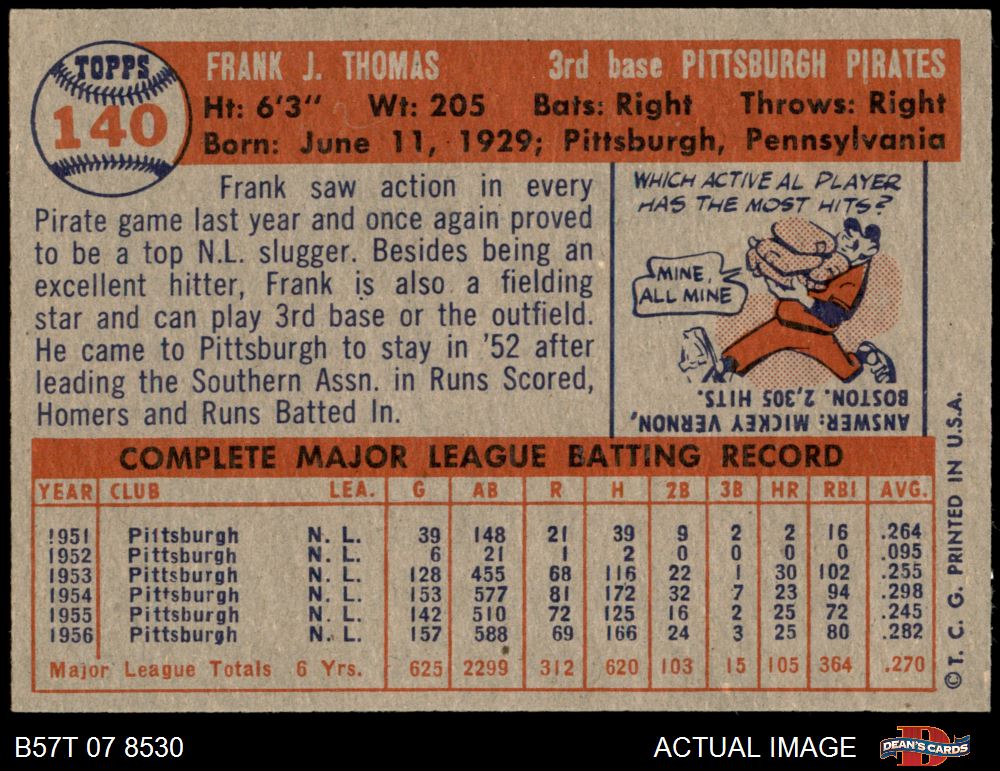 TOPPS
140
FRANK J. THOMAS 3rd base PITTSBURGH PIRATES
Ht: 6'3" Wt: 205 Bats: Right Throws: Right
Born: June 11, 1929; Pittsburgh, Pennsylvania
Frank saw action in every
Pirate game last year and once again proved
to be a top N.L. slugger. Besides being an
excellent hitter, Frank is also a fielding
star and can play 3rd base or the outfield.
He came to Pittsburgh to stay in '52 after
leading the Southern Assn. in Runs Scored,
Homers and Runs Batted In.
WHICH ACTIVE AL PLAYER
HAS THE MOST HITS?
MINE,
ALL MINE
ANSWER: MICKEY VERNON,
BOSTON. 2,305 HITS.
COMPLETE MAJOR LEAGUE BATTING RECORD
YEAR CLUB LEA. G AB R H 2B 3B HR RBI AVG.
1951 Pittsburgh N. L. 39 148 21 39 9 2 2 16 .264
1952 Pittsburgh N. L. 6 21 1 2 0 0 0 0 .095
1953 Pittsburgh N. L. 128 455 68 116 22 1 30 102 .255
1954 Pittsburgh N. L. 153 577 81 172 32 7 23 94 .298
1955 Pittsburgh N. L. 142 510 72 125 16 2 25 72 .245
1956 Pittsburgh N. L. 157 588 69 166 24 3 25 80 .282
Major League Totals 6 Yrs. 625 2299 312 620 103 15 105 364 .270
©T. C. G. PRINTED IN U.S.A.
B57T 07 8530 ACTUAL IMAGE DEAN'S CARDS